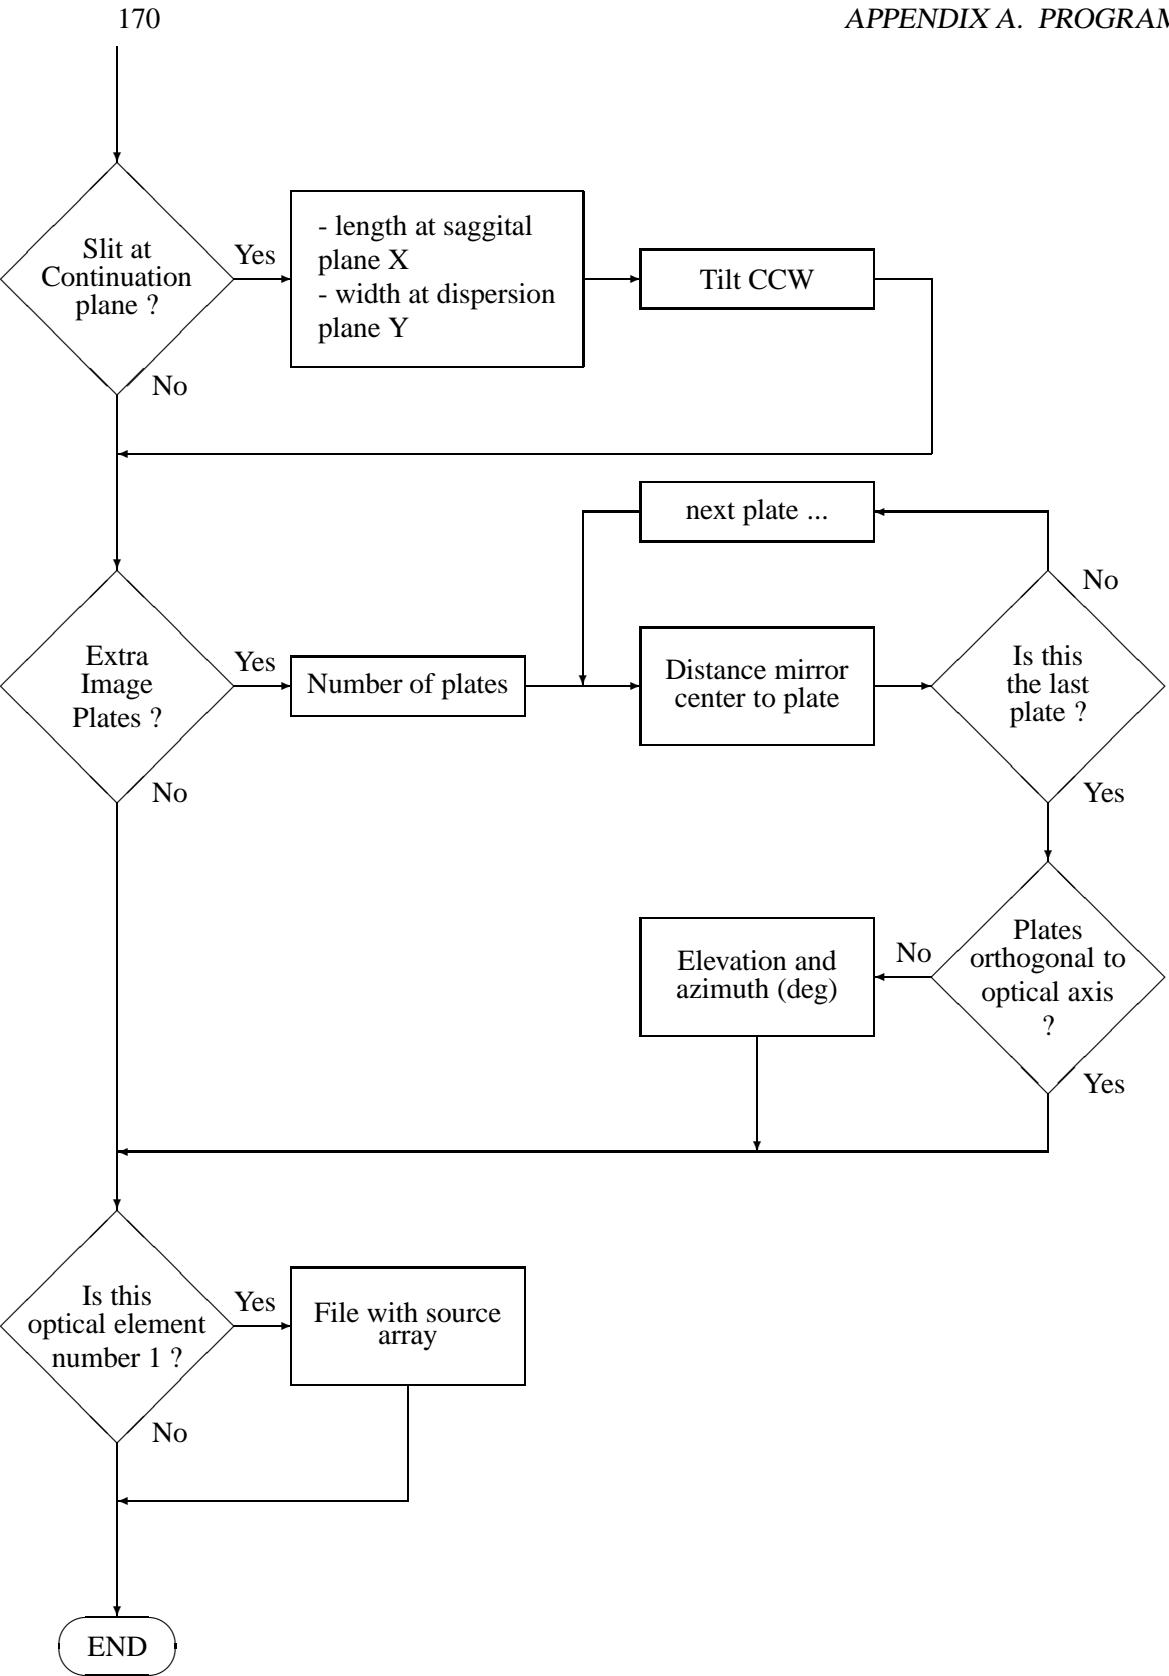 170
APPENDIX A. PROGRAM
Slit at
Continuation
plane ?
Yes
No
- length at saggital
plane X
- width at dispersion
plane Y
Tilt CCW
next plate ...
Extra
Image
Plates ?
Yes
No
Number of plates
Distance mirror
center to plate
Is this
the last
plate ?
No
Yes
Plates
orthogonal to
optical axis
?
No
Yes
Elevation and
azimuth (deg)
Is this
optical element
number 1 ?
Yes
No
File with source
array
END